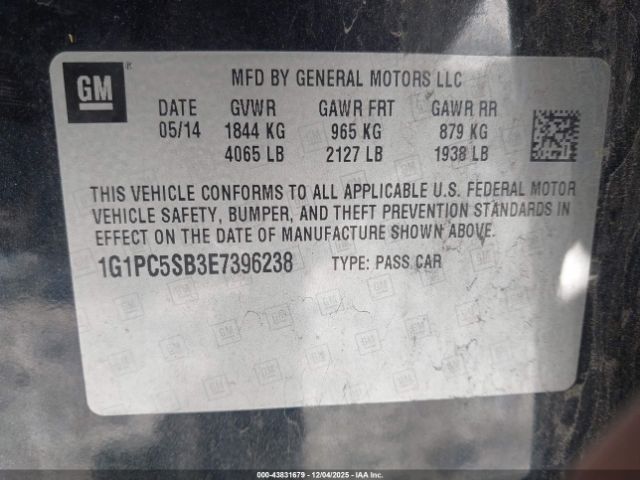 GM
MFD BY GENERAL MOTORS LLC
DATE GVWR GAWR FRT GAWR RR
05/14 1844 KG 965 KG 879 KG
4065 LB 2127 LB 1938 LB
THIS VEHICLE CONFORMS TO ALL APPLICABLE U.S. FEDERAL MOTOR
VEHICLE SAFETY, BUMPER, AND THEFT PREVENTION STANDARDS IN
EFFECT ON THE DATE OF MANUFACTURE SHOWN ABOVE.
1G1PC5SB3E7396238 TYPE: PASS CAR
000-43831679 - 12/04/2025 - IAAI